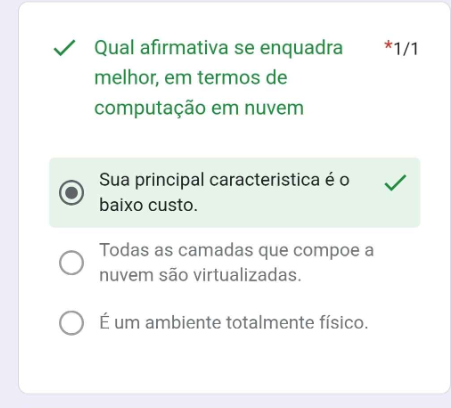 Qual afirmativa se enquadra *1/1
melhor, em termos de
computação em nuvem
Sua principal caracteristica é o
baixo custo.
Todas as camadas que compoe a
nuvem são virtualizadas.
É um ambiente totalmente físico.